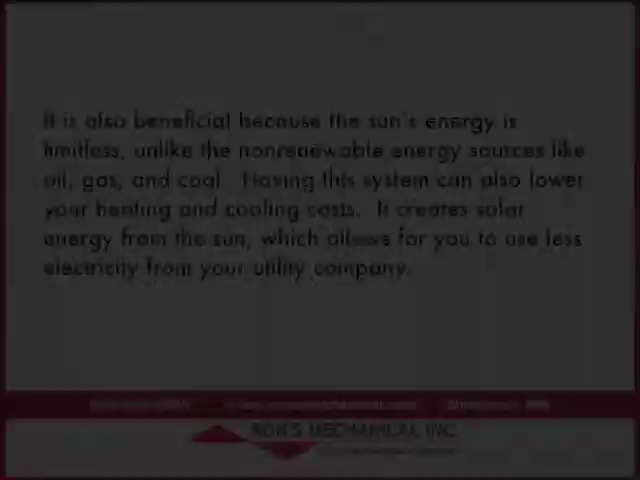 It is also beneficial because the sun's energy is
limitless, unlike the nonrenewable energy sources like
oil, gas, and coal. Having this system can also lower
your heating and cooling costs. It creates solar
energy from the sun, which allows for you to use less
electricity from your utility company.
RON'S MECHANICAL INC.